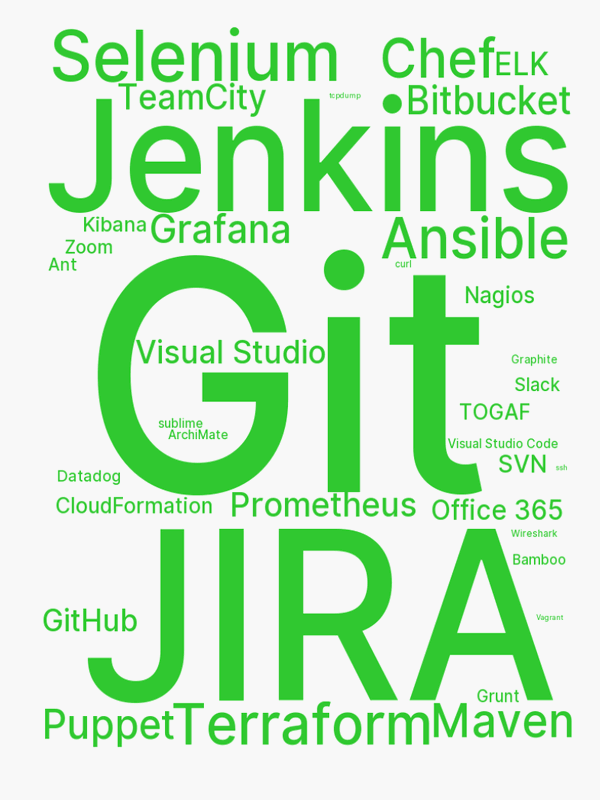 Selenium
Chef
ELK
TeamCity
tcpdump
Bitbucket
Jenkins
Kibana
Grafana
Ansible
Zoom
Ant
curl
Git
Nagios
Visual Studio
Graphite
Slack
TOGAF
sublime
ArchiMate
Visual Studio Code
SVN
ssh
Datadog
CloudFormation
Prometheus
Office 365
JIRA
Wireshark
Bamboo
GitHub
Vagrant
Grunt
Puppet
Terraform
Maven